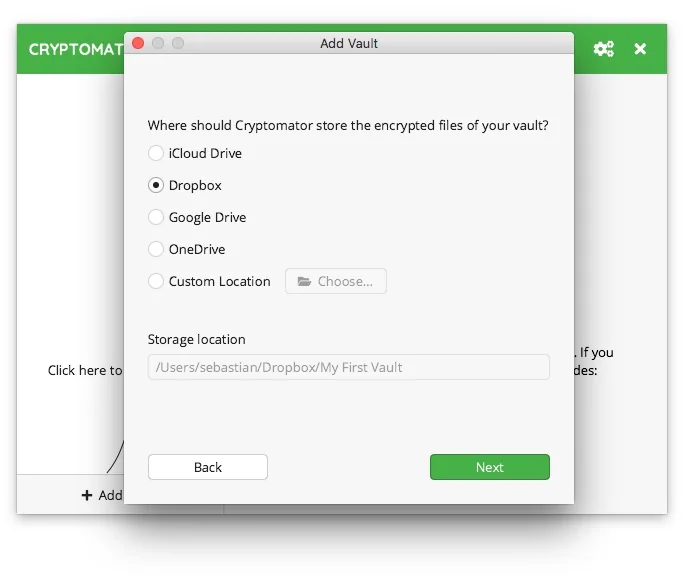 Add Vault
CRYPTOMAT
Where should Cryptomator store the encrypted files of your vault?
iCloud Drive
Dropbox
Google Drive
OneDrive
Custom Location Choose...
Storage location
/Users/sebastian/Dropbox/My First Vault
. If you
Click here to
des:
Back Next
Add